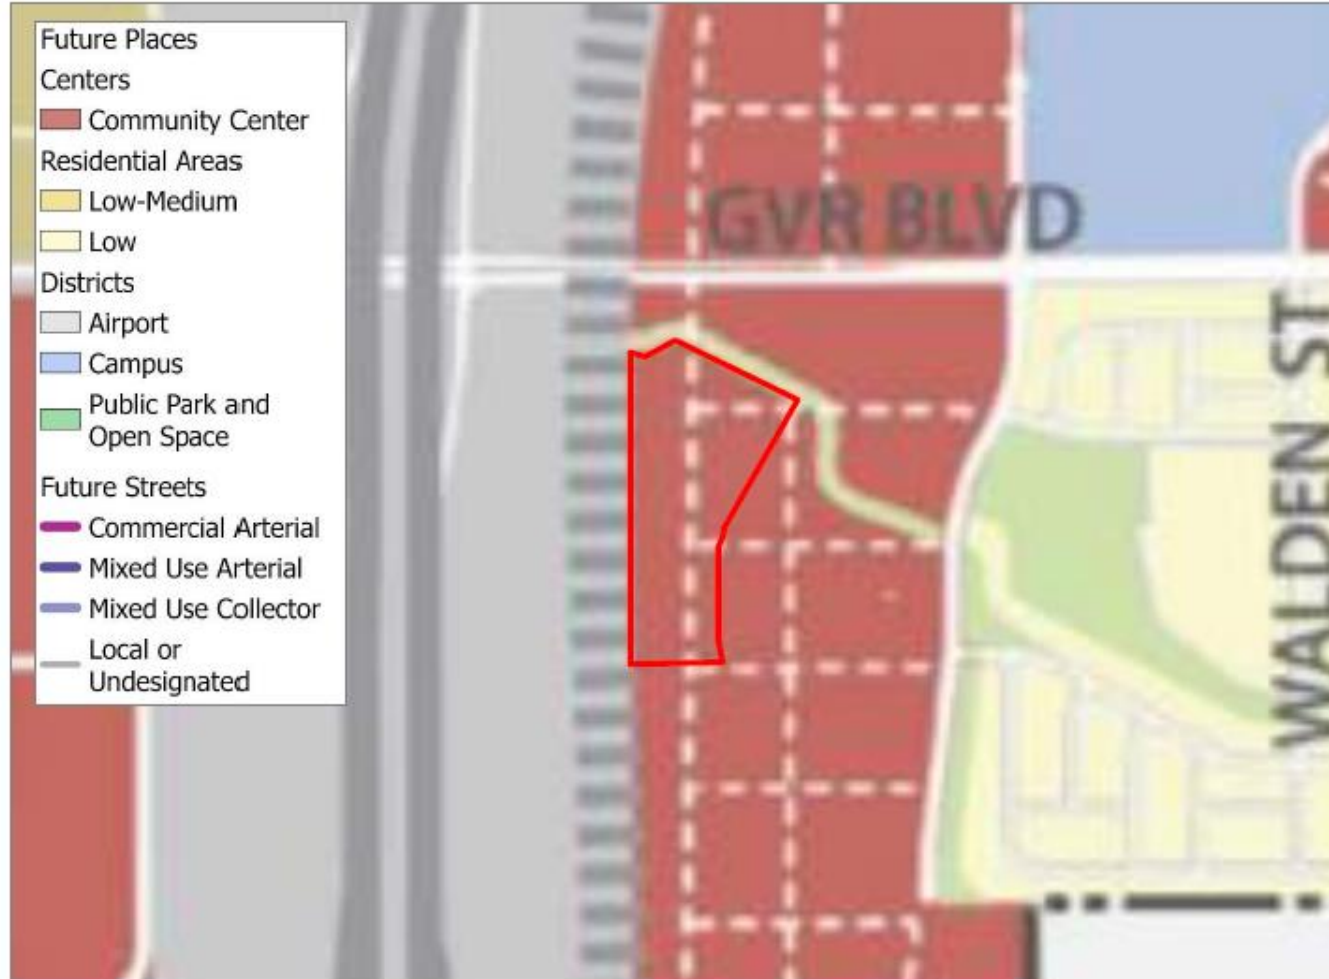 Future Places
Centers
Community Center
Residential Areas
Low-Medium
Low
Districts
Airport
Campus
Public Park and
Open Space
Future Streets
Commercial Arterial
Mixed Use Arterial
Mixed Use Collector
Local or
Undesignated
GVR BLVD
WALDEN ST